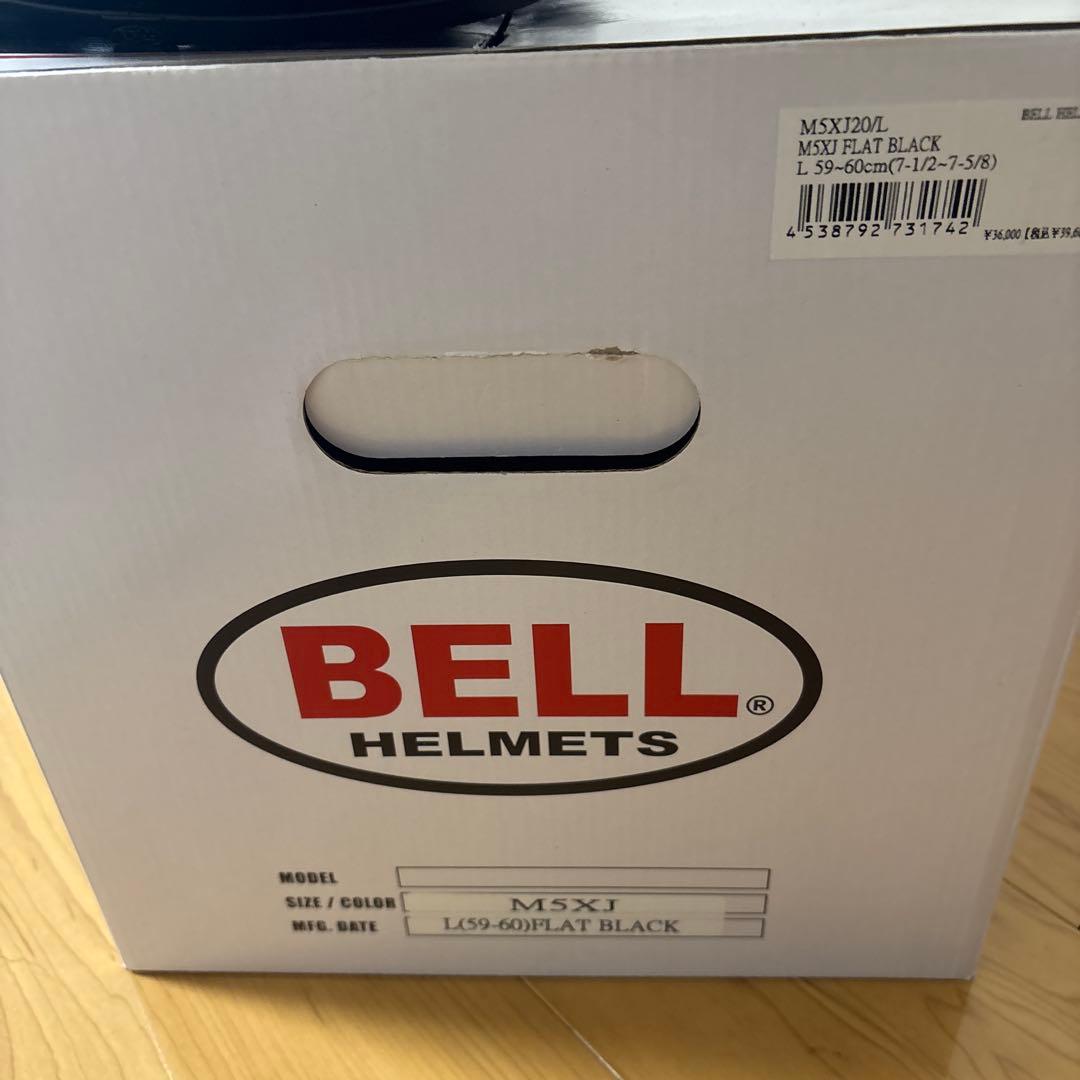 M5XJ20/L
BELL HEL
M5XJ FLAT BLACK
L 59~60cm(7-1/2~7-5/8)
4 538792 731742
¥36,000
BELL®
HELMETS
MODEL
SIZE / COLOR M5XJ
MFG. DATE L(59-60)FLAT BLACK